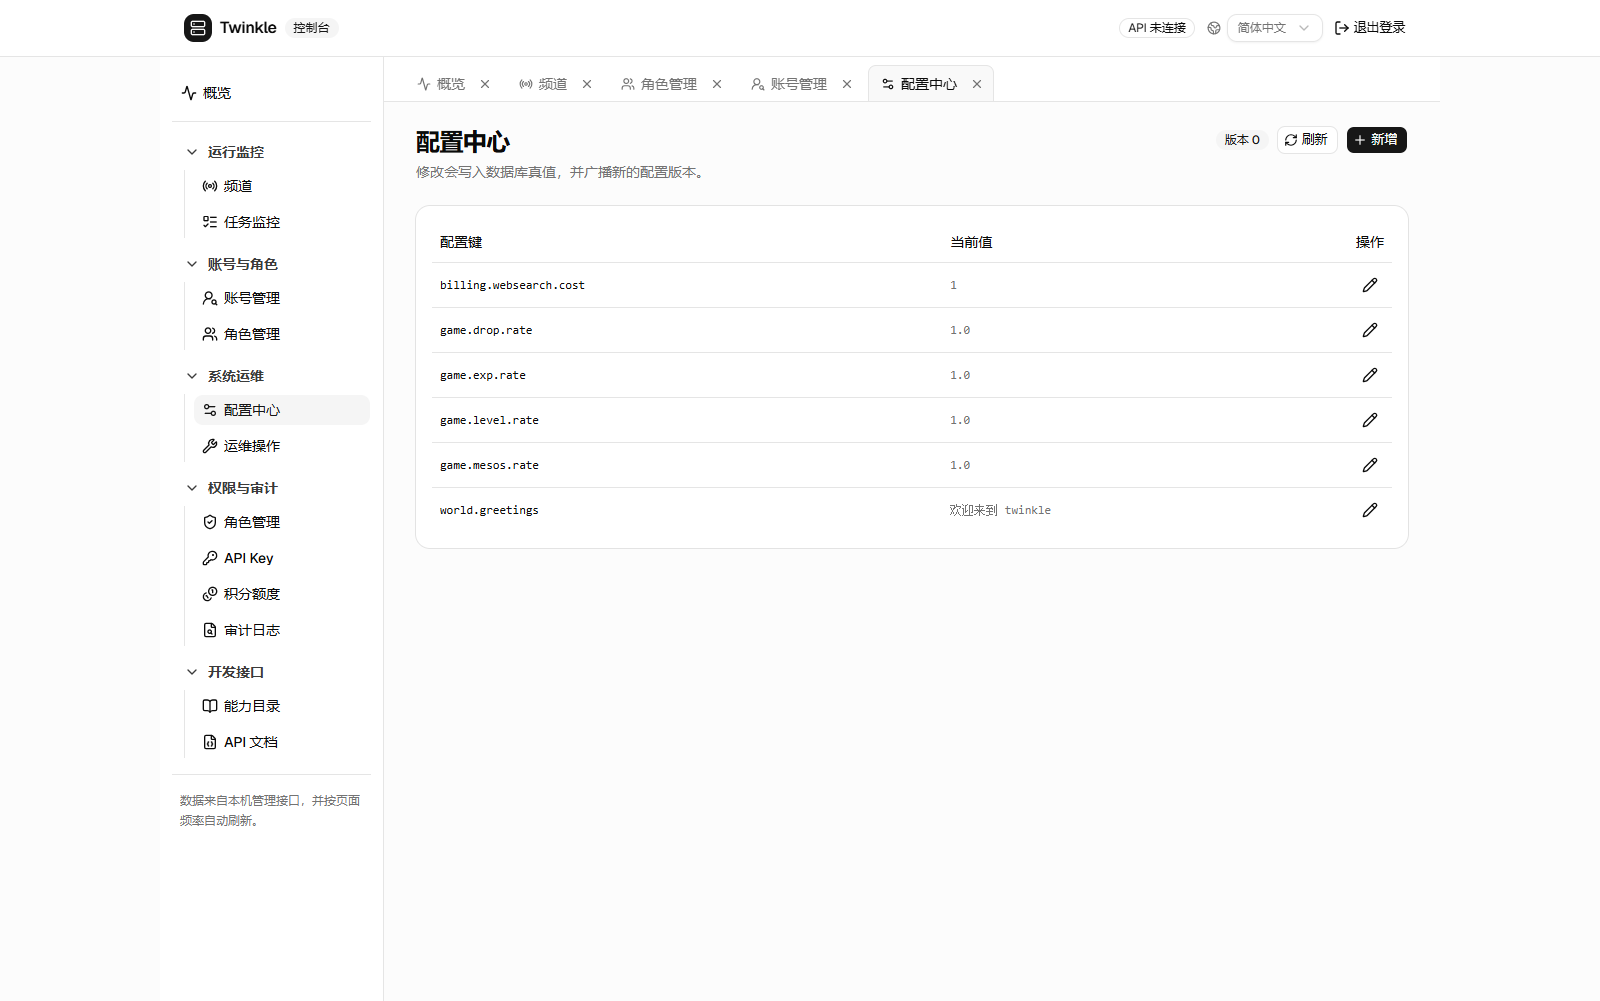 Twinkle 控制台
API 未连接 简体中文 退出登录
概览
运行监控
频道
任务监控
账号与角色
账号管理
角色管理
系统运维
配置中心
运维操作
权限与审计
角色管理
API Key
积分额度
审计日志
开发接口
能力目录
API 文档
数据来自本机管理接口，并按页面
频率自动刷新。
概览 频道 角色管理 账号管理 配置中心
配置中心
修改会写入数据库真值，并广播新的配置版本。
版本 0 刷新 新增
配置键 当前值 操作
billing.websearch.cost 1
game.drop.rate 1.0
game.exp.rate 1.0
game.level.rate 1.0
game.mesos.rate 1.0
world.greetings 欢迎来到 twinkle